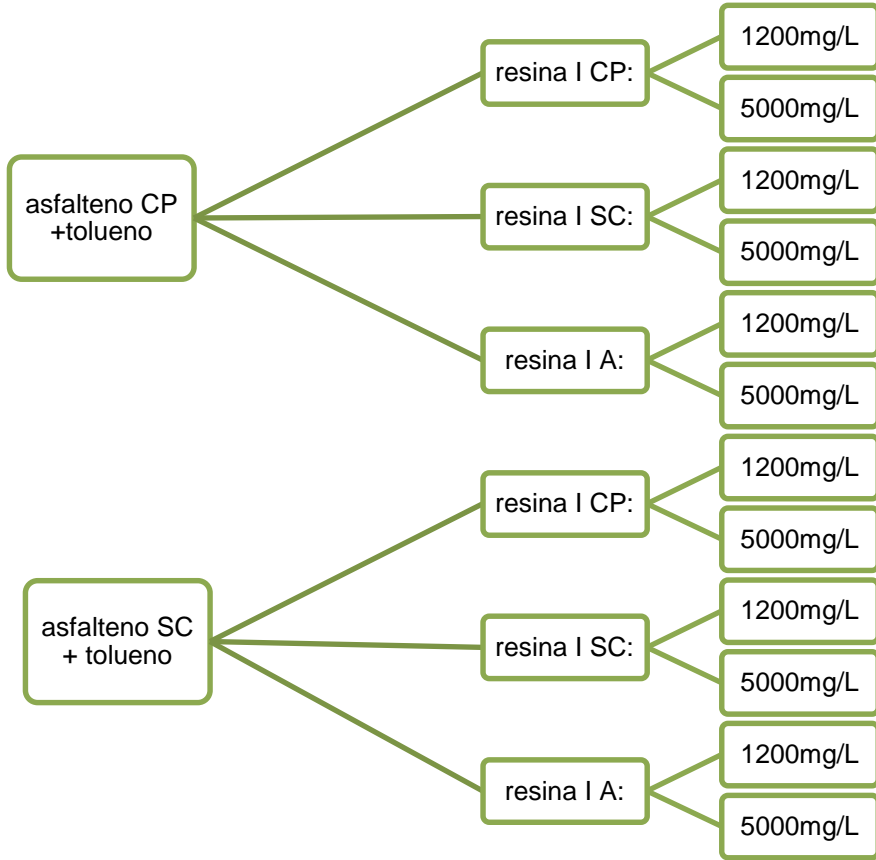 asfalteno CP
+tolueno
resina I CP:
1200mg/L
5000mg/L
resina I SC:
1200mg/L
5000mg/L
resina I A:
1200mg/L
5000mg/L
asfalteno SC
+ tolueno
resina I CP:
1200mg/L
5000mg/L
resina I SC:
1200mg/L
5000mg/L
resina I A:
1200mg/L
5000mg/L